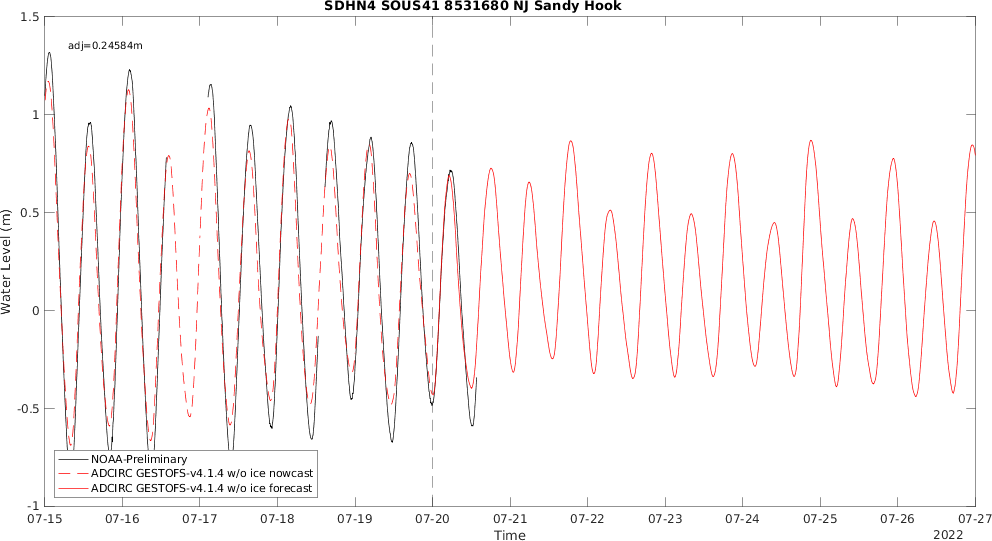 SDHN4 SOUS41 8531680 NJ Sandy Hook
adj=0.24584m
1.5
1
0.5
0
-0.5
-1
Water Level (m)
NOAA-Preliminary
ADCIRC GESTOFS-v4.1.4 w/o ice nowcast
ADCIRC GESTOFS-v4.1.4 w/o ice forecast
07-15 07-16 07-17 07-18 07-19 07-20 07-21 07-22 07-23 07-24 07-25 07-26 07-27
Time
2022